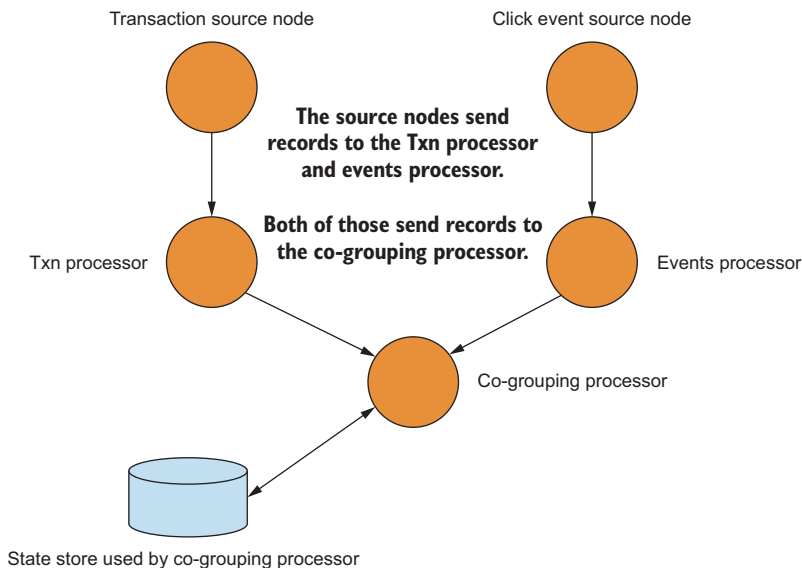 Transaction source node
Click event source node
The source nodes send
records to the Txn processor
and events processor.
Both of those send records to
the co-grouping processor.
Txn processor
Events processor
Co-grouping processor
State store used by co-grouping processor